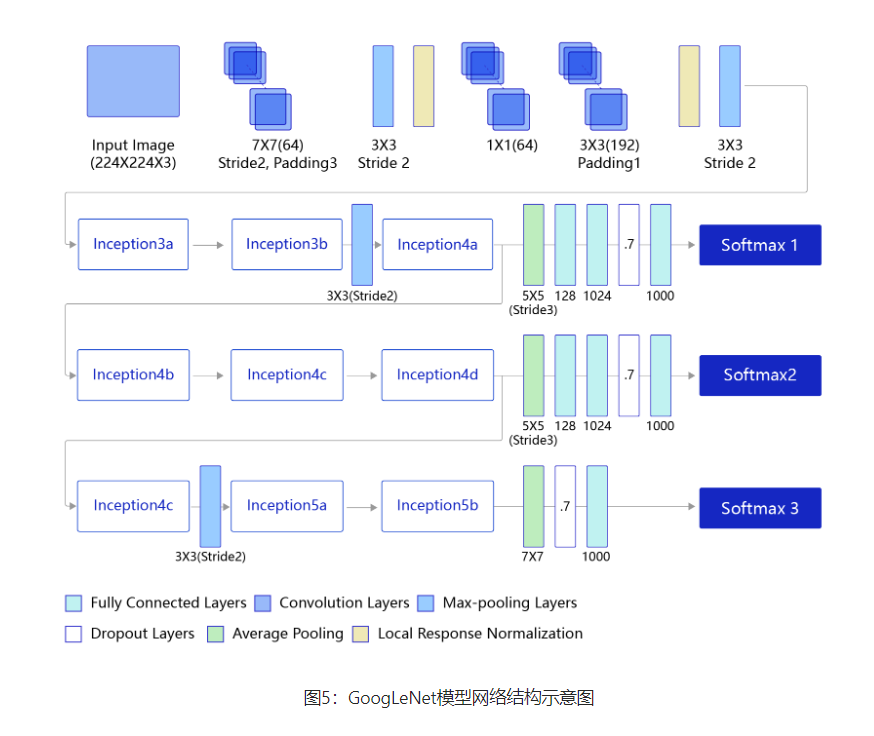 Input Image
(224X224X3)
7X7(64)
Stride2, Padding3
3X3
Stride 2
1X1(64)
3X3(192)
Padding1
3X3
Stride 2
Inception3a
Inception3b
3X3(Stride2)
Inception4a
5X5
(Stride3)
128
1024
.7
1000
Softmax 1
Inception4b
Inception4c
Inception4d
5X5
(Stride3)
128
1024
.7
1000
Softmax2
Inception4c
3X3(Stride2)
Inception5a
Inception5b
7X7
.7
1000
Softmax 3
Fully Connected Layers
Convolution Layers
Max-pooling Layers
Dropout Layers
Average Pooling
Local Response Normalization
图5：GoogLeNet模型网络结构示意图